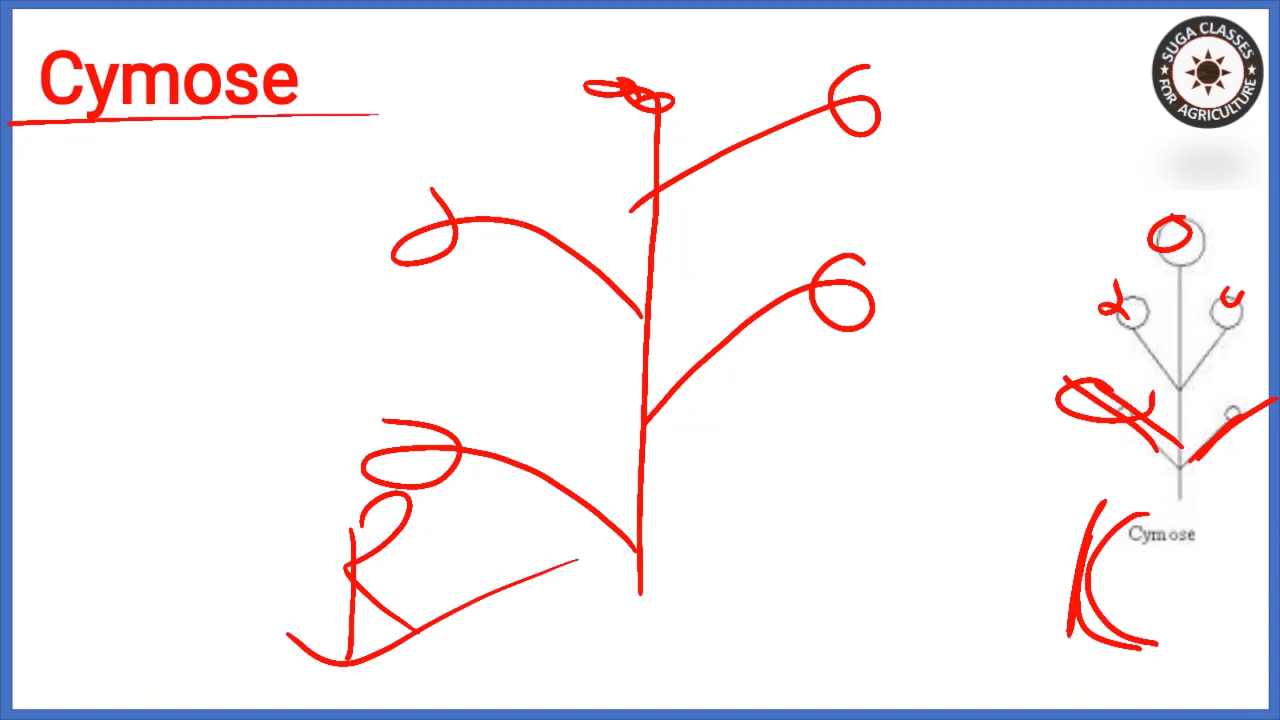 Cymose
SUGA CLASSES
FOR AGRICULTURE
Cymose
R